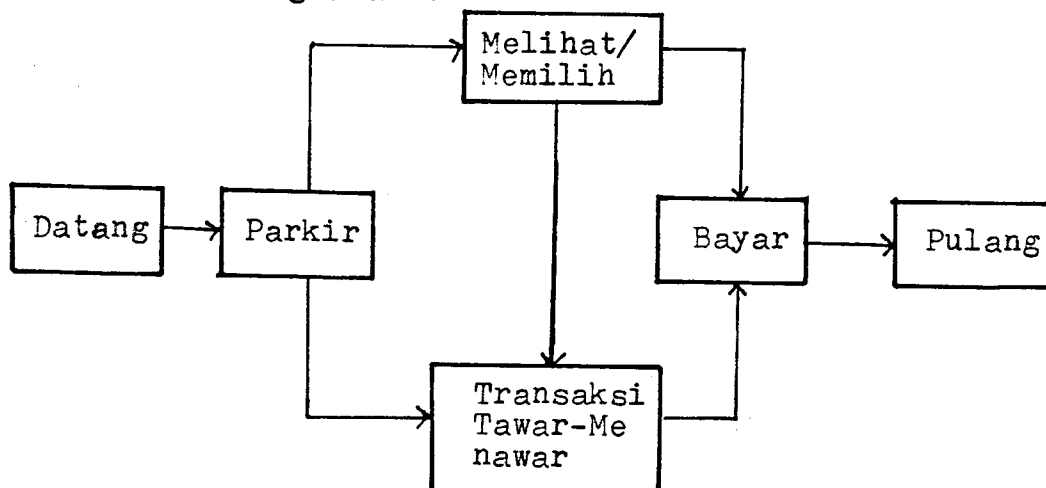 Melihat/
Memilih
Datang
Parkir
Bayar
Pulang
Transaksi
Tawar-Me
nawar